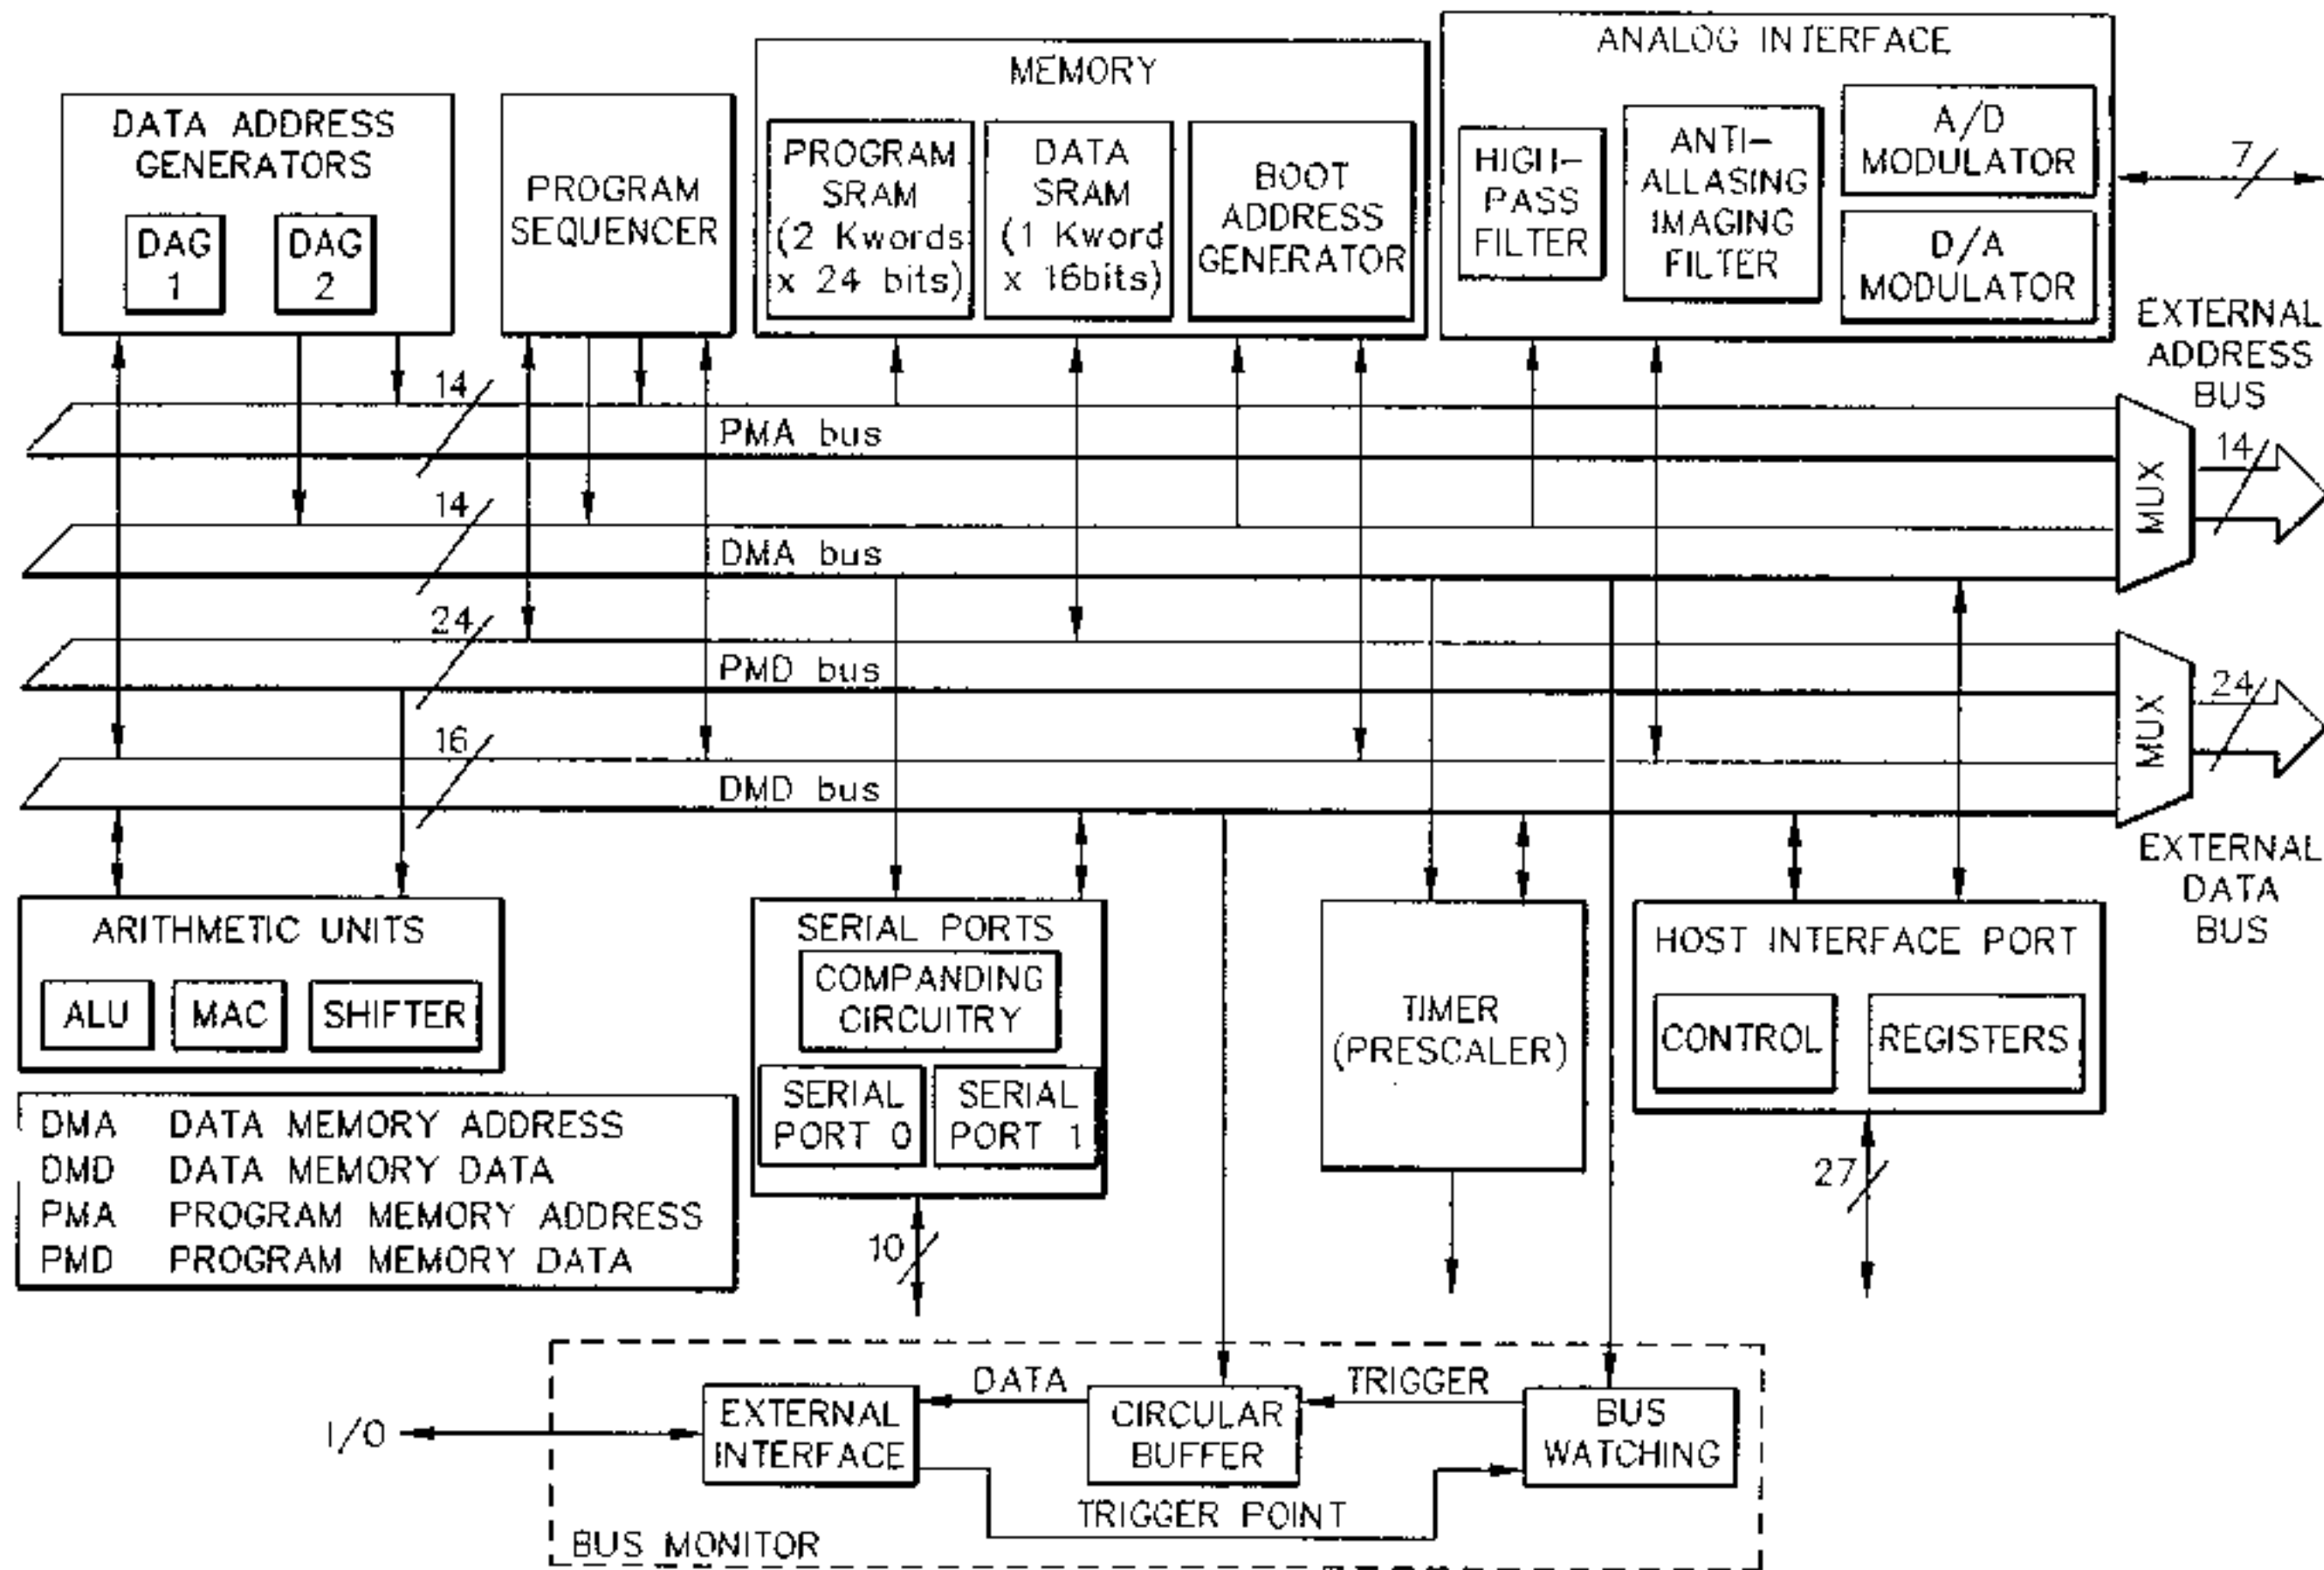 DATA ADDRESS
GENERATORS
DAG
1
DAG
2
PROGRAM
SEQUENCER
MEMORY
PROGRAM
SRAM
(2 Kwords
x 24 bits)
DATA
SRAM
(1 Kword
x 16bits)
BOOT
ADDRESS
GENERATOR
ANALOG INTERFACE
HIGH-
PASS
FILTER
ANTI-
ALLASING
IMAGING
FILTER
A/D
MODULATOR
D/A
MODULATOR
7
EXTERNAL
ADDRESS
BUS
14
PMA bus
14
DMA bus
MUX
14
24
PMD bus
16
DMD bus
MUX
24
EXTERNAL
DATA
BUS
ARITHMETIC UNITS
ALU
MAC
SHIFTER
SERIAL PORTS
COMPANDING
CIRCUITRY
SERIAL
PORT 0
SERIAL
PORT 1
10
TIMER
(PRESCALER)
HOST INTERFACE PORT
CONTROL
REGISTERS
27
DMA DATA MEMORY ADDRESS
DMD DATA MEMORY DATA
PMA PROGRAM MEMORY ADDRESS
PMD PROGRAM MEMORY DATA
I/O
EXTERNAL
INTERFACE
DATA
CIRCULAR
BUFFER
TRIGGER
BUS
WATCHING
TRIGGER POINT
BUS MONITOR